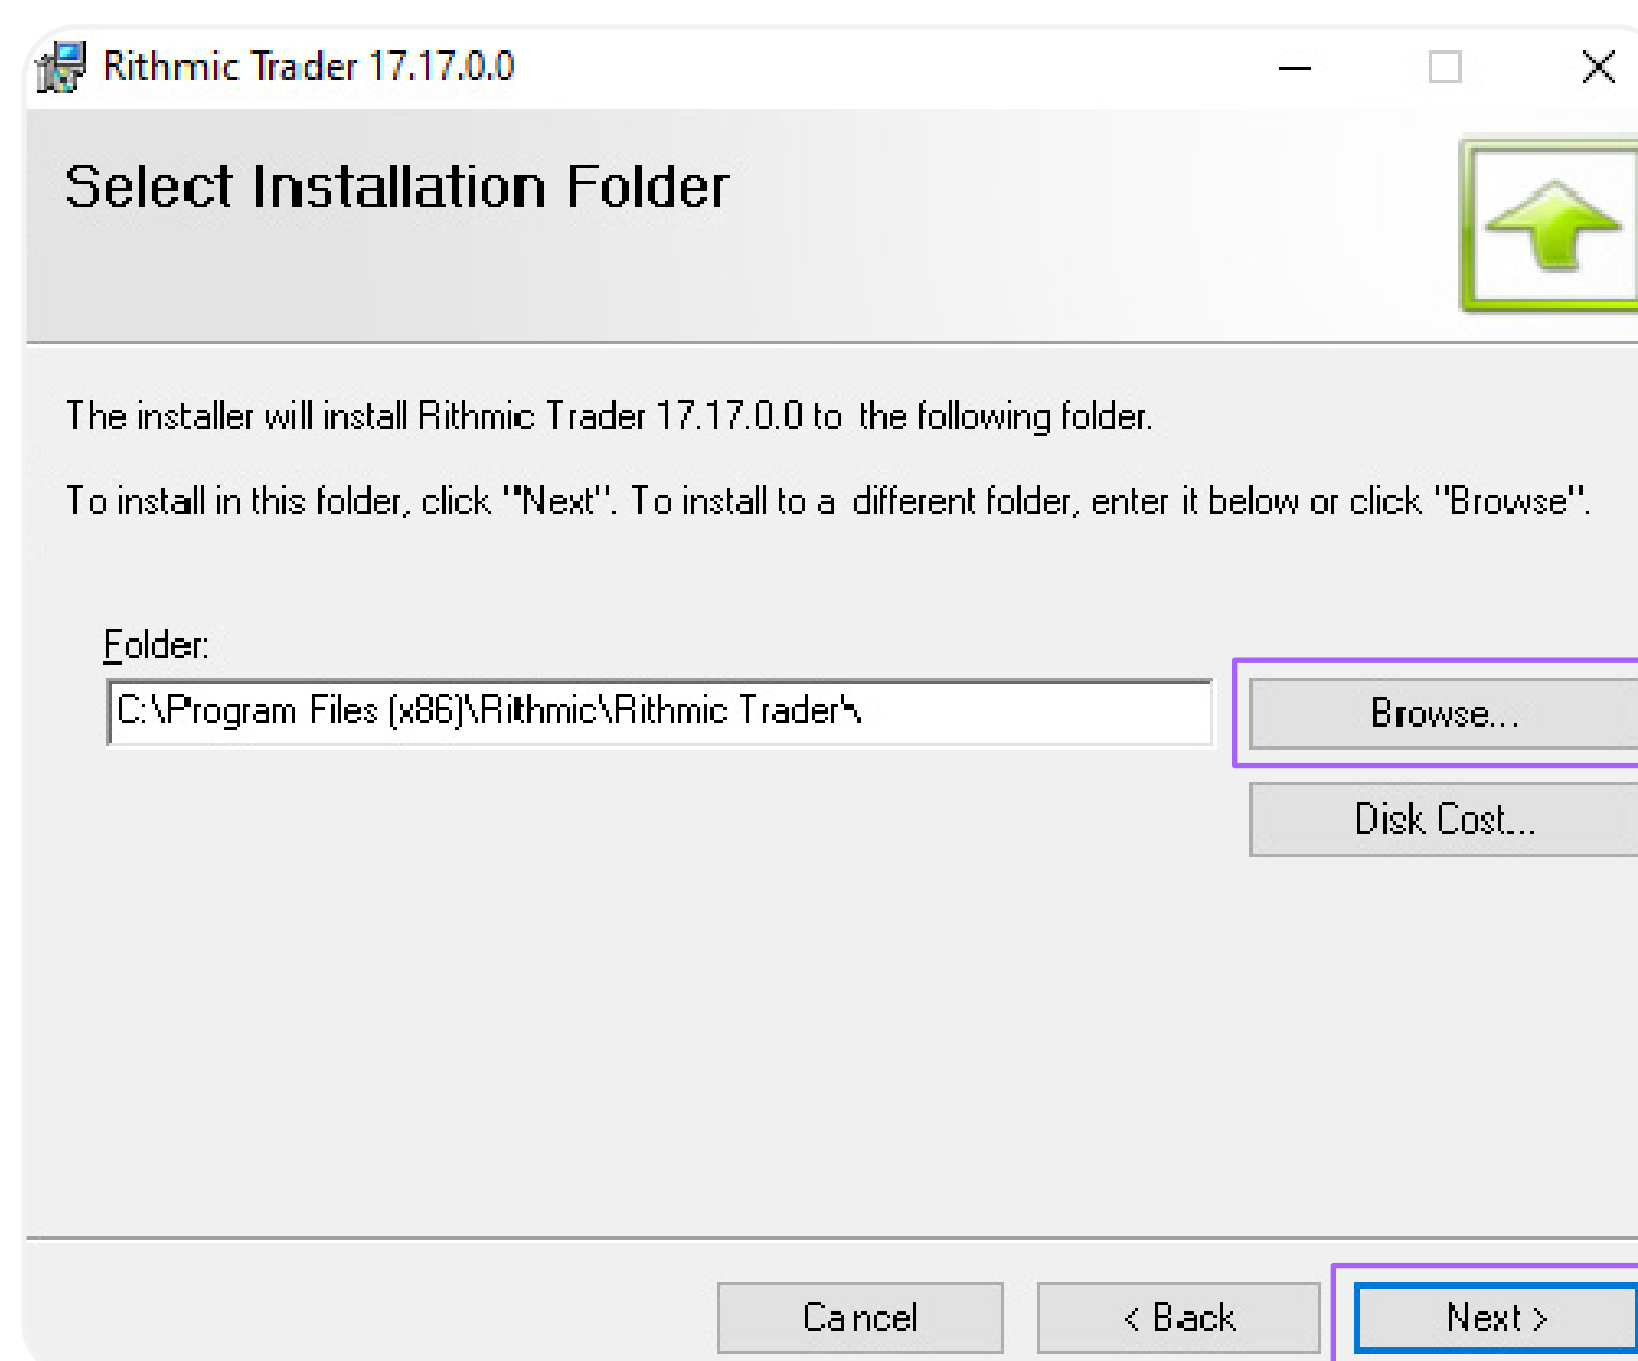 Rithmic Trader 17.17.0.0
Select Installation Folder
The installer will install Rithmic Trader 17.17.0.0 to the following folder.
To install in this folder, click "Next". To install to a different folder, enter it below or click "Browse".
Folder:
C:\Program Files (x86)\Rithmic\Rithmic Trader\
Browse...
Disk Cost...
Cancel
< Back
Next >